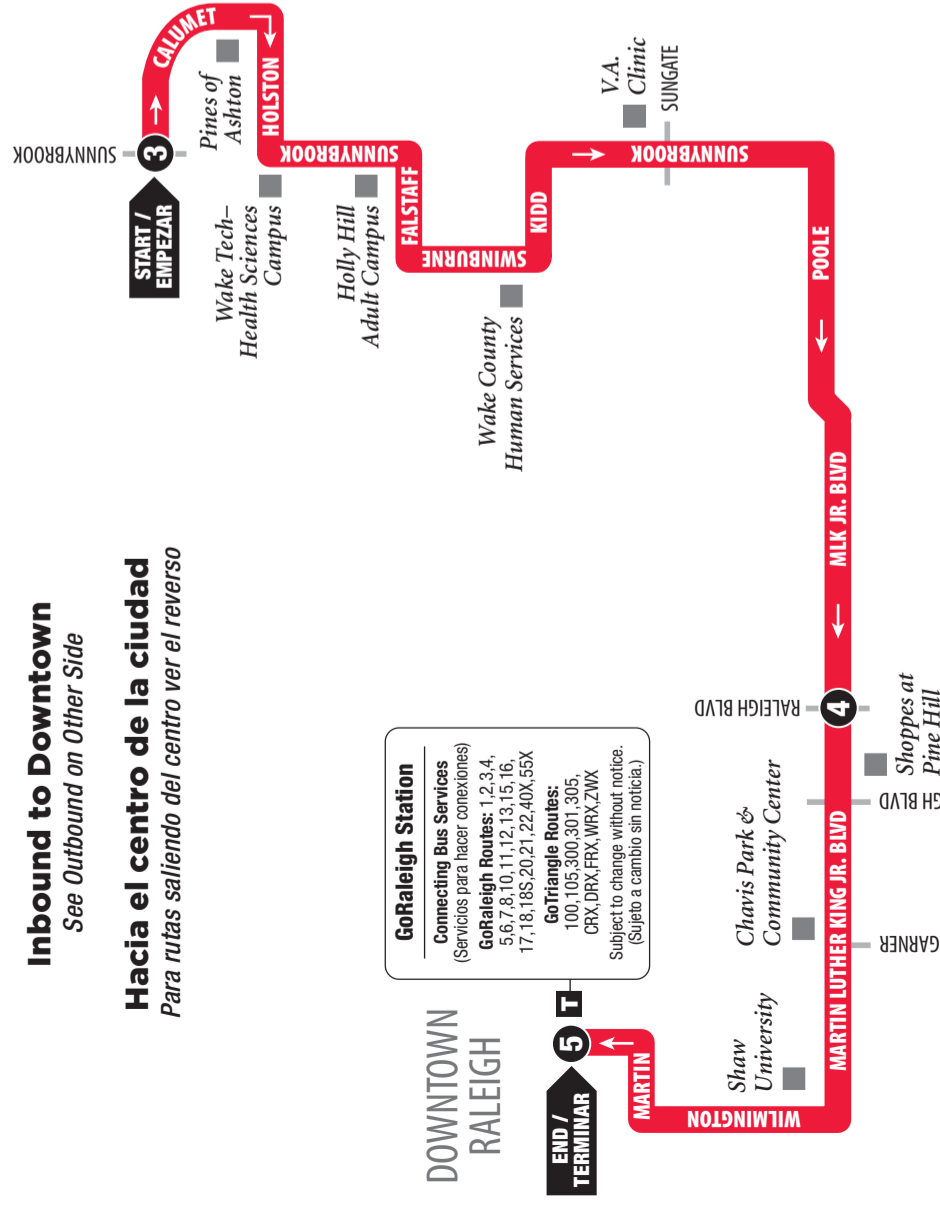 Inbound to Downtown
See Outbound on Other Side
Hacia el centro de la ciudad
Para rutas saliendo del centro ver el reverso
SUNNYBROOK
START /
EMPEZAR
3
CALUMET
Pines of
Ashton
HOLSTON
Wake Tech–
Health Sciences
Campus
SUNNYBROOK
Holly Hill
Adult Campus
FALSTAFF
SWINBURNE
Wake County
Human Services
KIDD
V.A.
Clinic
SUNGATE
SUNNYBROOK
POOLE
MLK JR. BLVD
RALEIGH BLVD
4
Shoppes at
Pine Hill
GH BLVD
MARTIN LUTHER KING JR. BLVD
Chavis Park &
Community Center
GARNER
Shaw
University
WILMINGTON
MARTIN
END /
TERMINAR
5
T
DOWNTOWN
RALEIGH
GoRaleigh Station
Connecting Bus Services
(Servicios para hacer conexiones)
GoRaleigh Routes: 1,2,3,4,
5,6,7,8,10,11,12,13,15,16,
17,18,18S,20,21,22,40X,55X
GoTriangle Routes:
100,105,300,301,305,
CRX,DRX,FRX,WRX,ZWX
Subject to change without notice.
(Sujeto a cambio sin noticia.)